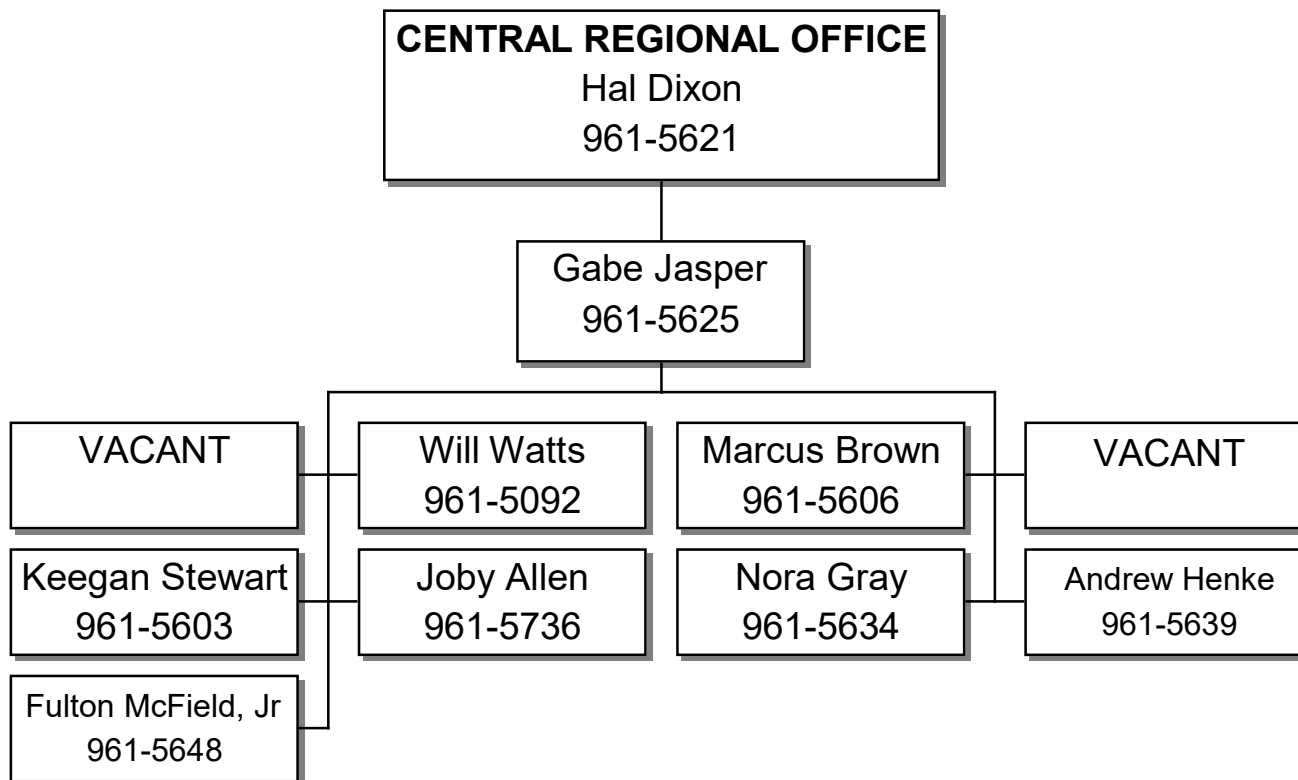 CENTRAL REGIONAL OFFICE
Hal Dixon
961-5621
Gabe Jasper
961-5625
VACANT
Will Watts
961-5092
Marcus Brown
961-5606
VACANT
Keegan Stewart
961-5603
Joby Allen
961-5736
Nora Gray
961-5634
Andrew Henke
961-5639
Fulton McField, Jr
961-5648